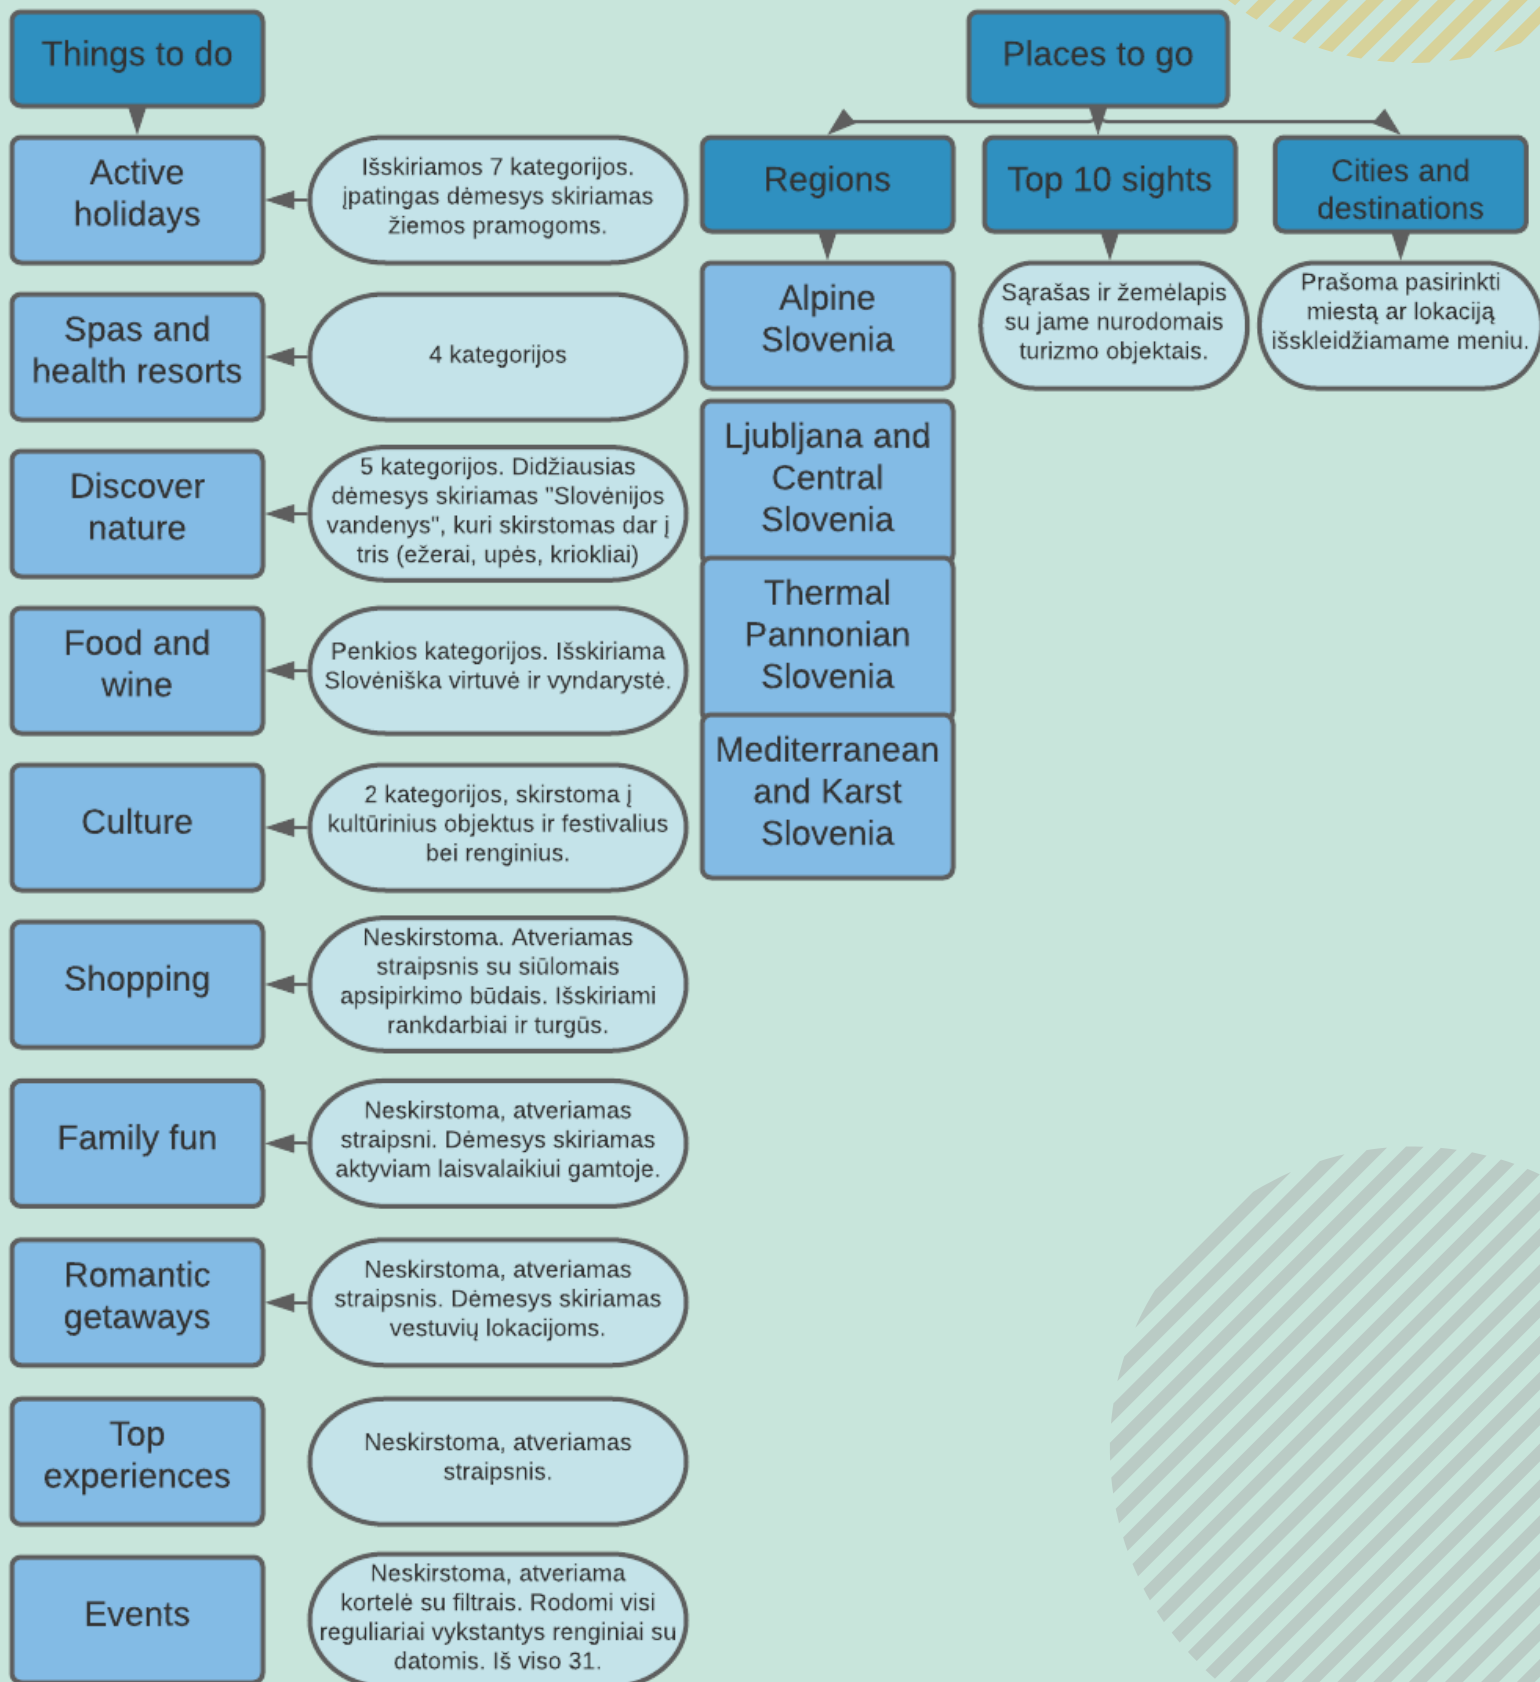 Things to do
Active
holidays
Išskiriamos 7 kategorijos.
įpatingas dėmesys skiriamas
žiemos pramogoms.
Spas and
health resorts
4 kategorijos
Discover
nature
5 kategorijos. Didžiausias
dėmesys skiriamas "Slovėnijos
vandenys", kuri skirstomas dar į
tris (ežerai, upės, kriokliai)
Food and
wine
Penkios kategorijos. Išskiriama
Slovėniška virtuvė ir vyndarystė.
Culture
2 kategorijos, skirstoma į
kultūrinius objektus ir festivalius
bei renginius.
Shopping
Neskirstoma. Atveriamas
straipsnis su siūlomais
apsipirkimo būdais. Išskiriami
rankdarbiai ir turgūs.
Family fun
Neskirstoma, atveriamas
straipsni. Dėmesys skiriamas
aktyviam laisvalaikiui gamtoje.
Romantic
getaways
Neskirstoma, atveriamas
straipsnis. Dėmesys skiriamas
vestuvių lokacijoms.
Top
experiences
Neskirstoma, atveriamas
straipsnis.
Events
Neskirstoma, atveriama
kortelė su filtrais. Rodomi visi
reguliariai vykstantys renginiai su
datomis. Iš viso 31.
Places to go
Regions
Alpine
Slovenia
Ljubljana and
Central
Slovenia
Thermal
Pannonian
Slovenia
Mediterranean
and Karst
Slovenia
Top 10 sights
Sąrašas ir žemėlapis
su jame nurodomais
turizmo objektais.
Cities and
destinations
Prašoma pasirinkti
miestą ar lokaciją
išskleidžiamame meniu.